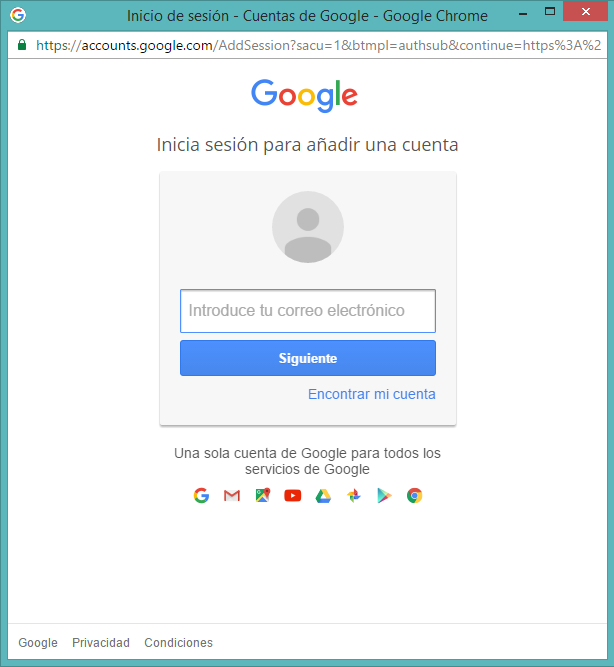 Inicio de sesión - Cuentas de Google - Google Chrome
https://accounts.google.com/AddSession?sacu=1&btmpl=authsub&continue=https%3A%2
Google
Inicia sesión para añadir una cuenta
Introduce tu correo electrónico
Siguiente
Encontrar mi cuenta
Una sola cuenta de Google para todos los
servicios de Google
Google Privacidad Condiciones